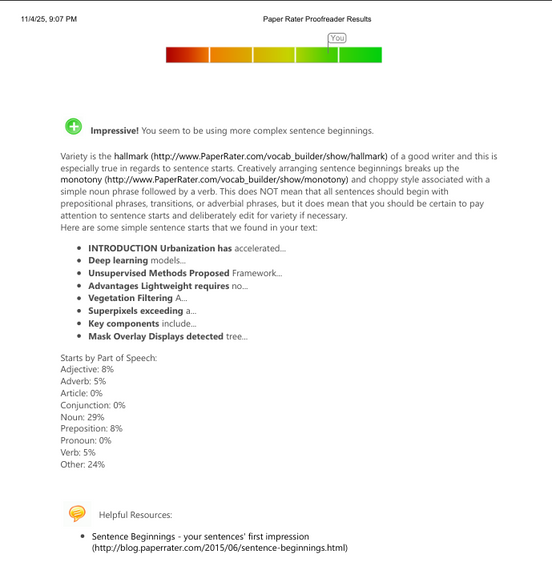 11/4/25, 9:07 PM
Paper Rater Proofreader Results
You
Impressive! You seem to be using more complex sentence beginnings.
Variety is the hallmark (http://www.PaperRater.com/vocab_builder/show/hallmark) of a good writer and this is
especially true in regards to sentence starts. Creatively arranging sentence beginnings breaks up the
monotony (http://www.PaperRater.com/vocab_builder/show/monotony) and choppy style associated with a
simple noun phrase followed by a verb. This does NOT mean that all sentences should begin with
prepositional phrases, transitions, or adverbial phrases, but it does mean that you should be certain to pay
attention to sentence starts and deliberately edit for variety if necessary.
Here are some simple sentence starts that we found in your text:
• INTRODUCTION Urbanization has accelerated...
• Deep learning models...
• Unsupervised Methods Proposed Framework...
• Advantages Lightweight requires no...
• Vegetation Filtering A...
• Superpixels exceeding a...
• Key components include...
• Mask Overlay Displays detected tree...
Starts by Part of Speech:
Adjective: 8%
Adverb: 5%
Article: 0%
Conjunction: 0%
Noun: 29%
Preposition: 8%
Pronoun: 0%
Verb: 5%
Other: 24%
Helpful Resources:
• Sentence Beginnings - your sentences' first impression
(http://blog.paperrater.com/2015/06/sentence-beginnings.html)